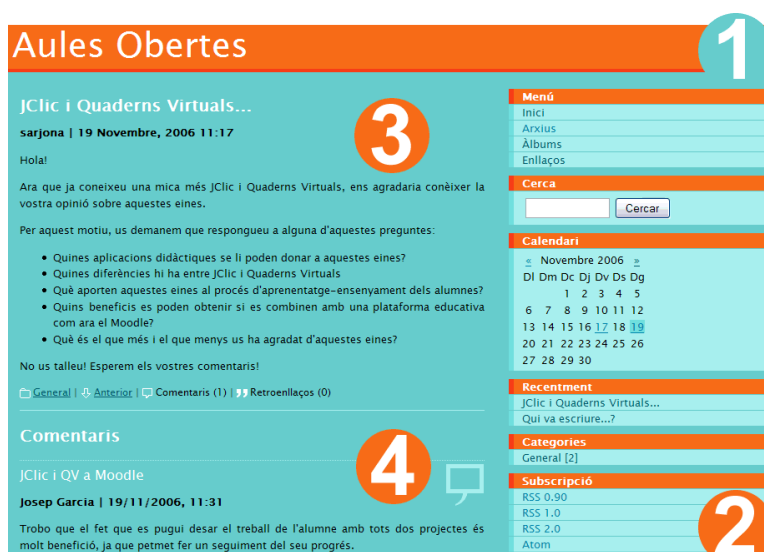 Aules Obertes
1
JClic i Quaderns Virtuals...
3
sarjona | 19 Novembre, 2006 11:17
Hola!
Ara que ja coneixeu una mica més JClic i Quaderns Virtuals, ens agradaria conèixer la
vostra opinió sobre aquestes eines.
Per aquest motiu, us demanem que respongueu a alguna d'aquestes preguntes:
• Quines aplicacions didàctiques se li poden donar a aquestes eines?
• Quines diferències hi ha entre JClic i Quaderns Virtuals
• Què aporten aquestes eines al procés d'aprenentatge-ensenyament dels alumnes?
• Quins beneficis es poden obtenir si es combinen amb una plataforma educativa
com ara el Moodle?
• Què és el que més i el que menys us ha agradat d'aquestes eines?
No us talleu! Esperem els vostres comentaris!
General | Anterior | Comentaris (1) | Retroenllaços (0)
Comentaris
4
JClic i QV a Moodle
Josep Garcia | 19/11/2006, 11:31
Trobo que el fet que es pugui desar el treball de l'alumne amb tots dos projectes és
molt benefició, ja que petmet fer un seguiment del seu progrés.
Menú
Inici
Arxius
Àlbums
Enllaços
Cerca
Cercar
Calendari
« Novembre 2006 »
Dl Dm Dc Dj Dv Ds Dg
1 2 3 4 5
6 7 8 9 10 11 12
13 14 15 16 17 18 19
20 21 22 23 24 25 26
27 28 29 30
Recentment
JClic i Quaderns Virtuals...
Qui va escriure...?
Categories
General [2]
Subscripció
RSS 0.90
RSS 1.0
RSS 2.0
Atom
2